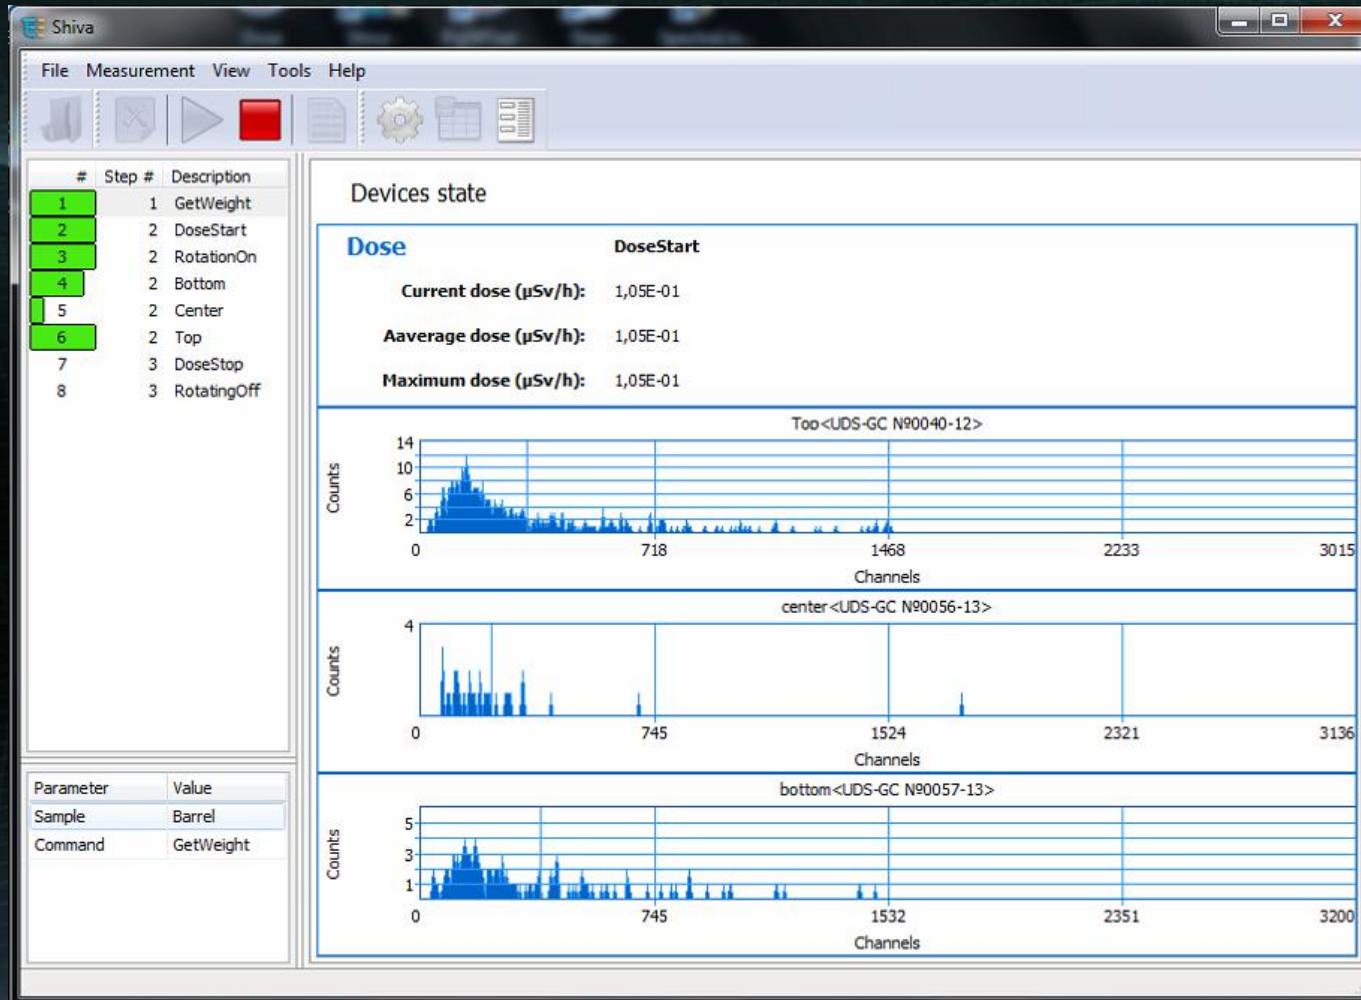 Shiva
File Measurement View Tools Help
# Step # Description
1 1 GetWeight
2 2 DoseStart
3 2 RotationOn
4 2 Bottom
5 2 Center
6 2 Top
7 3 DoseStop
8 3 RotatingOff
Parameter Value
Sample Barrel
Command GetWeight
Devices state
Dose DoseStart
Current dose (µSv/h): 1,05E-01
Aaverage dose (µSv/h): 1,05E-01
Maximum dose (µSv/h): 1,05E-01
Top<UDS-GC №0040-12>
Counts
14
10
6
2
0 718 1468 2233 3015
Channels
center<UDS-GC №0056-13>
Counts
4
0 745 1524 2321 3136
Channels
bottom<UDS-GC №0057-13>
Counts
5
3
1
0 745 1532 2351 3200
Channels